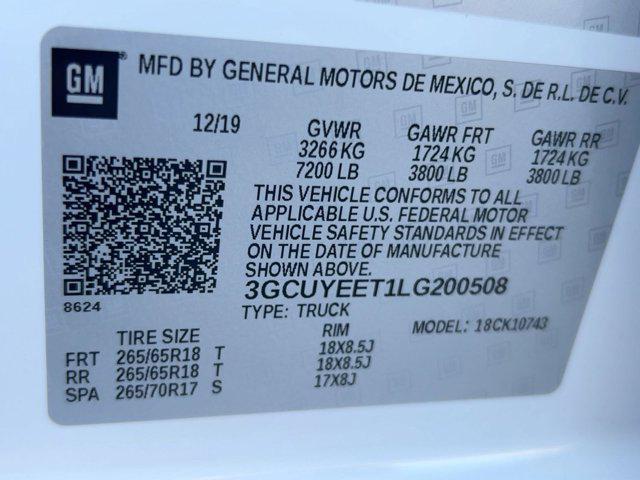 GM® MFD BY GENERAL MOTORS DE MEXICO, S. DE R.L. DE C.V.
12/19 GVWR GAWR FRT GAWR RR
3266 KG 1724 KG 1724 KG
7200 LB 3800 LB 3800 LB
THIS VEHICLE CONFORMS TO ALL
APPLICABLE U.S. FEDERAL MOTOR
VEHICLE SAFETY STANDARDS IN EFFECT
ON THE DATE OF MANUFACTURE
SHOWN ABOVE.
8624 3GCUYEET1LG200508
TYPE: TRUCK MODEL: 18CK10743
TIRE SIZE RIM
FRT 265/65R18 T 18X8.5J
RR 265/65R18 T 18X8.5J
SPA 265/70R17 S 17X8J